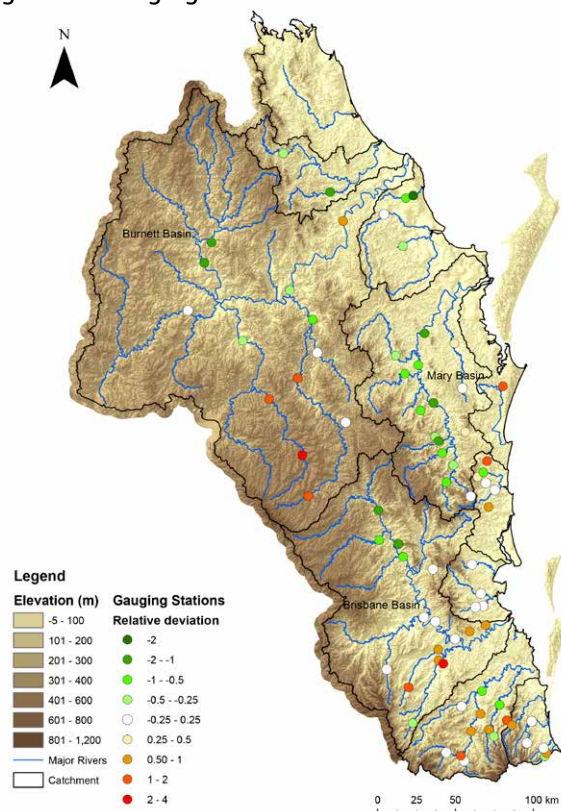 N
Burnett Basin
Mary Basin
Brisbane Basin
Legend
Elevation (m)
-5 - 100
101 - 200
201 - 300
301 - 400
401 - 600
601 - 800
801 - 1,200
Major Rivers
Catchment
Gauging Stations
Relative deviation
-2
-2 - -1
-1 - -0.5
-0.5 - -0.25
-0.25 - 0.25
0.25 - 0.5
0.50 - 1
1 - 2
2 - 4
0 25 50 100 km